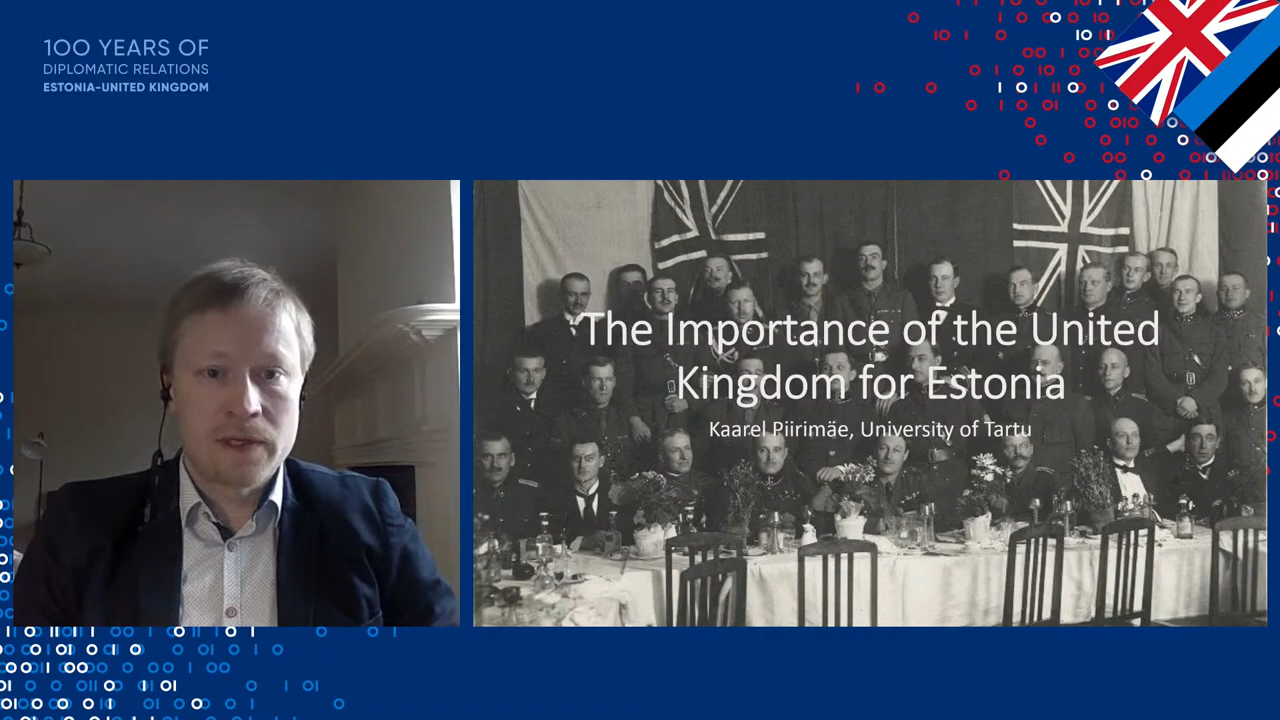 100 YEARS OF
DIPLOMATIC RELATIONS
ESTONIA-UNITED KINGDOM
The Importance of the United
Kingdom for Estonia
Kaarel Piirimäe, University of Tartu